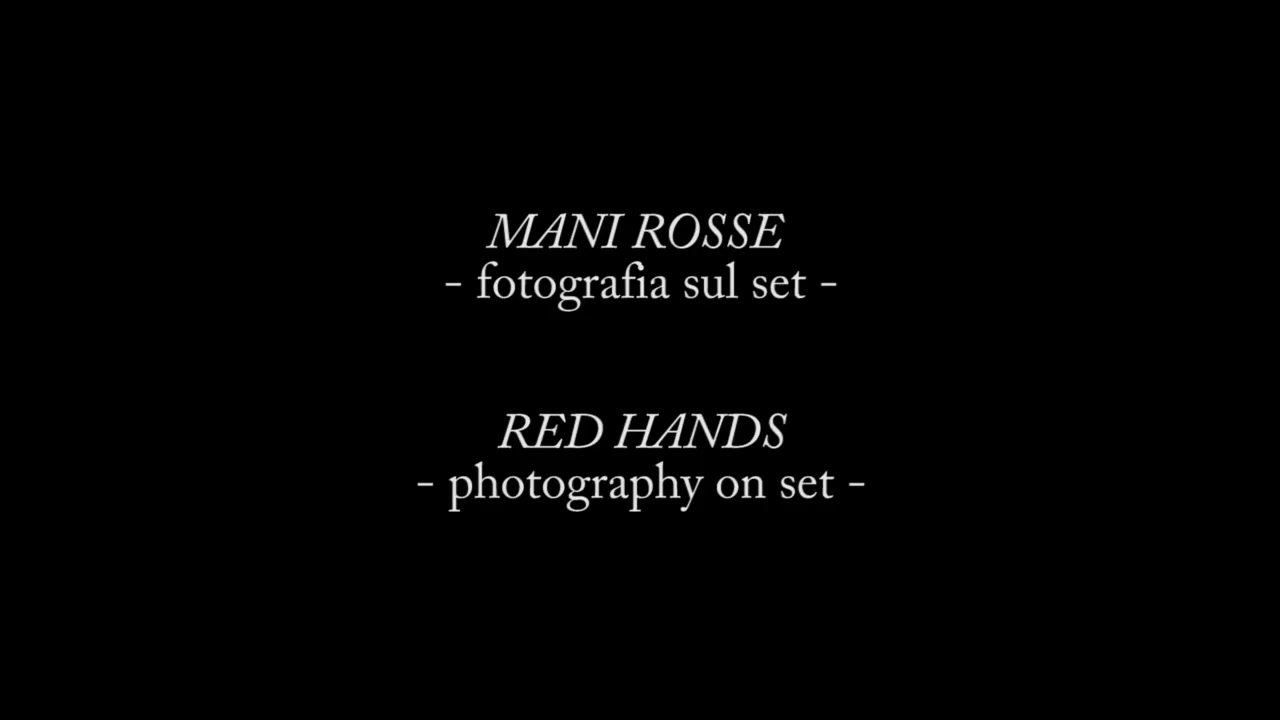 MANI ROSSE
- fotografia sul set -
RED HANDS
- photography on set -